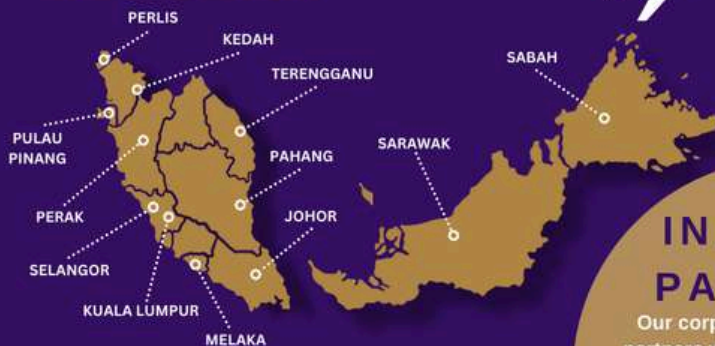 PERLIS
KEDAH
TERENGGANU
PULAU
PINANG
PAHANG
PERAK
JOHOR
SELANGOR
KUALA LUMPUR
MELAKA
SABAH
SARAWAK
IN
PA
Our corp